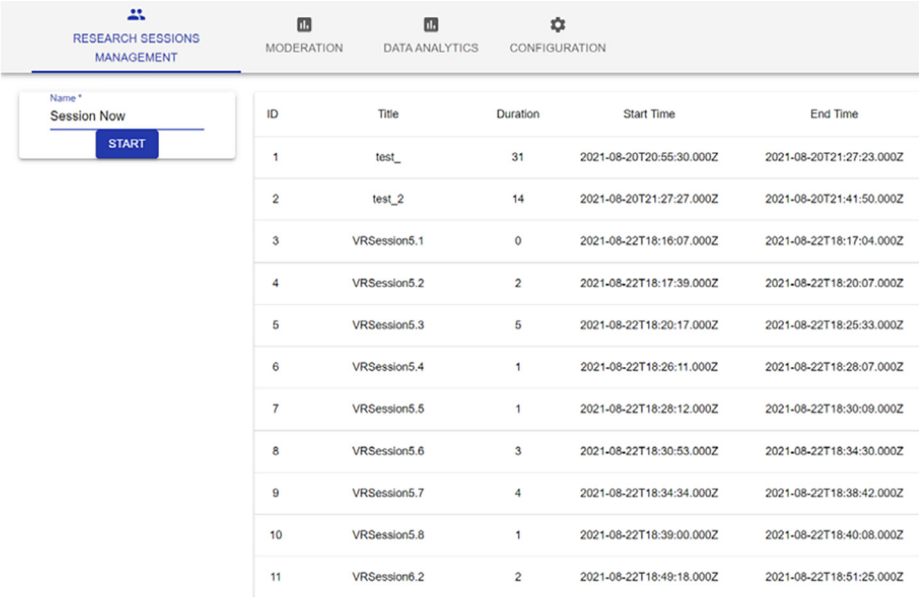 RESEARCH SESSIONS
MANAGEMENT
MODERATION
DATA ANALYTICS
CONFIGURATION
Name *
Session Now
START
ID Title Duration Start Time End Time
1 test_ 31 2021-08-20T20:55:30.000Z 2021-08-20T21:27:23.000Z
2 test_2 14 2021-08-20T21:27:27.000Z 2021-08-20T21:41:50.000Z
3 VRSession5.1 0 2021-08-22T18:16:07.000Z 2021-08-22T18:17:04.000Z
4 VRSession5.2 2 2021-08-22T18:17:39.000Z 2021-08-22T18:20:07.000Z
5 VRSession5.3 5 2021-08-22T18:20:17.000Z 2021-08-22T18:25:33.000Z
6 VRSession5.4 1 2021-08-22T18:26:11.000Z 2021-08-22T18:28:07.000Z
7 VRSession5.5 1 2021-08-22T18:28:12.000Z 2021-08-22T18:30:09.000Z
8 VRSession5.6 3 2021-08-22T18:30:53.000Z 2021-08-22T18:34:30.000Z
9 VRSession5.7 4 2021-08-22T18:34:34.000Z 2021-08-22T18:38:42.000Z
10 VRSession5.8 1 2021-08-22T18:39:00.000Z 2021-08-22T18:40:08.000Z
11 VRSession6.2 2 2021-08-22T18:49:18.000Z 2021-08-22T18:51:25.000Z